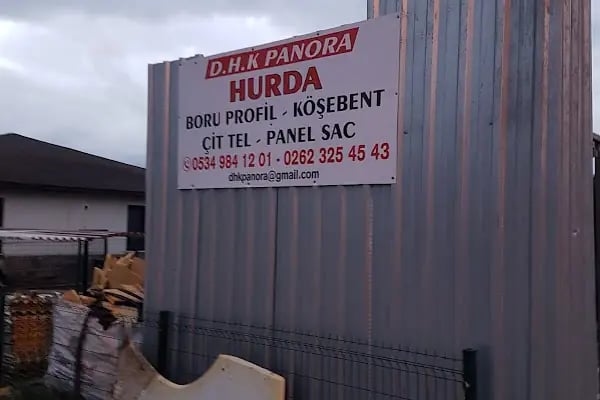 D.H.K PANORA
HURDA
BORU PROFİL - KÖŞEBENT
ÇİT TEL - PANEL SAC
0534 984 12 01 - 0262 325 45 43
dhkpanora@gmail.com